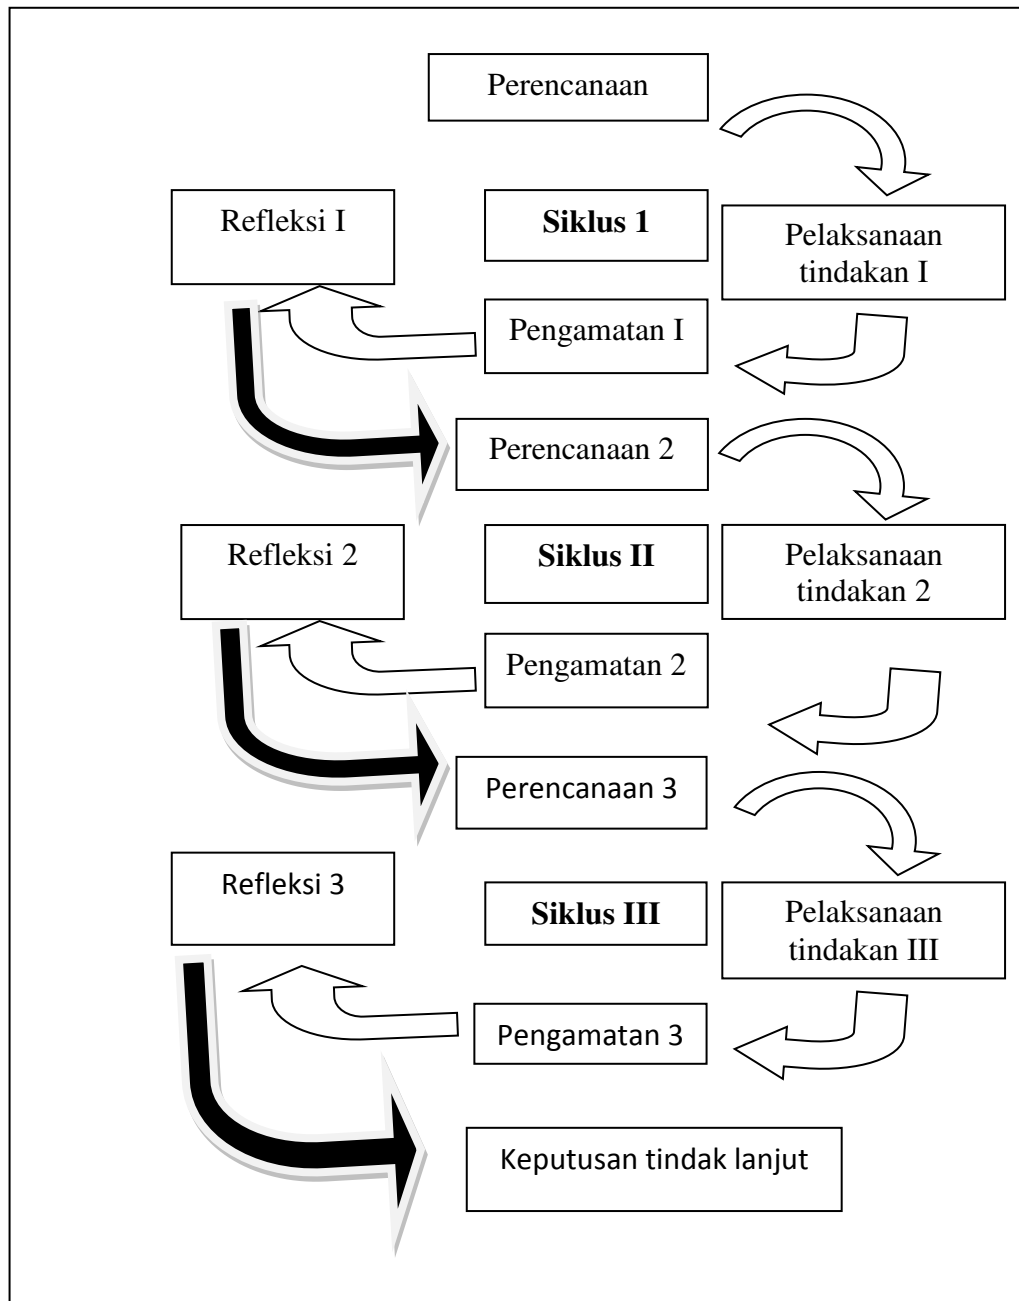 Perencanaan
Refleksi I
Siklus 1
Pelaksanaan
tindakan I
Pengamatan I
Perencanaan 2
Refleksi 2
Siklus II
Pelaksanaan
tindakan 2
Pengamatan 2
Perencanaan 3
Refleksi 3
Siklus III
Pelaksanaan
tindakan III
Pengamatan 3
Keputusan tindak lanjut